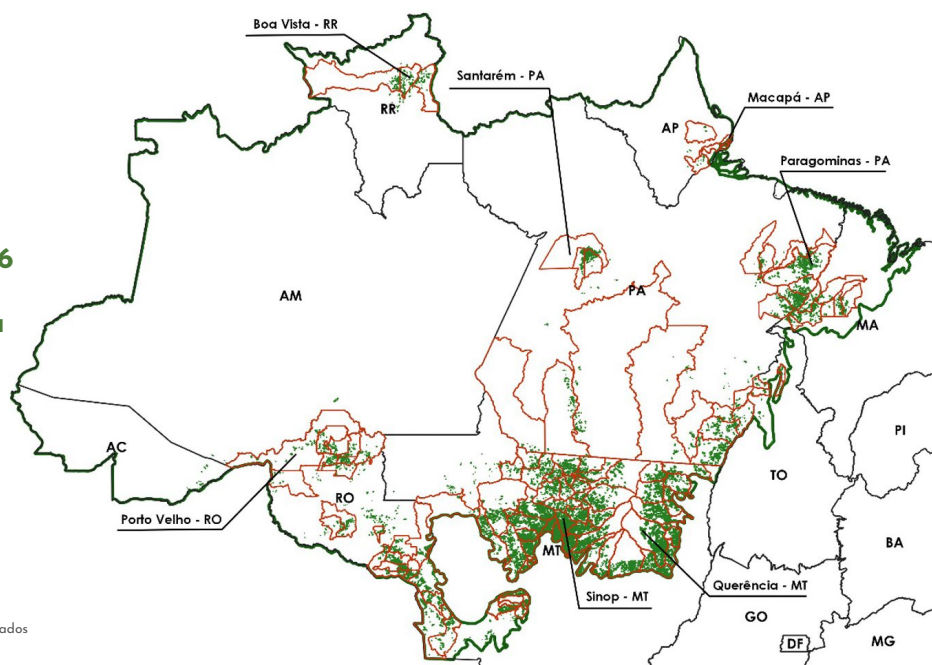 Boa Vista - RR
Santarém - PA
RR
Macapá - AP
AP
Paragominas - PA
6
AM
PA
MA
AC
PI
TO
RO
Porto Velho - RO
BA
MT
Querência - MT
Sinop - MT
GO
DF
MG
ados